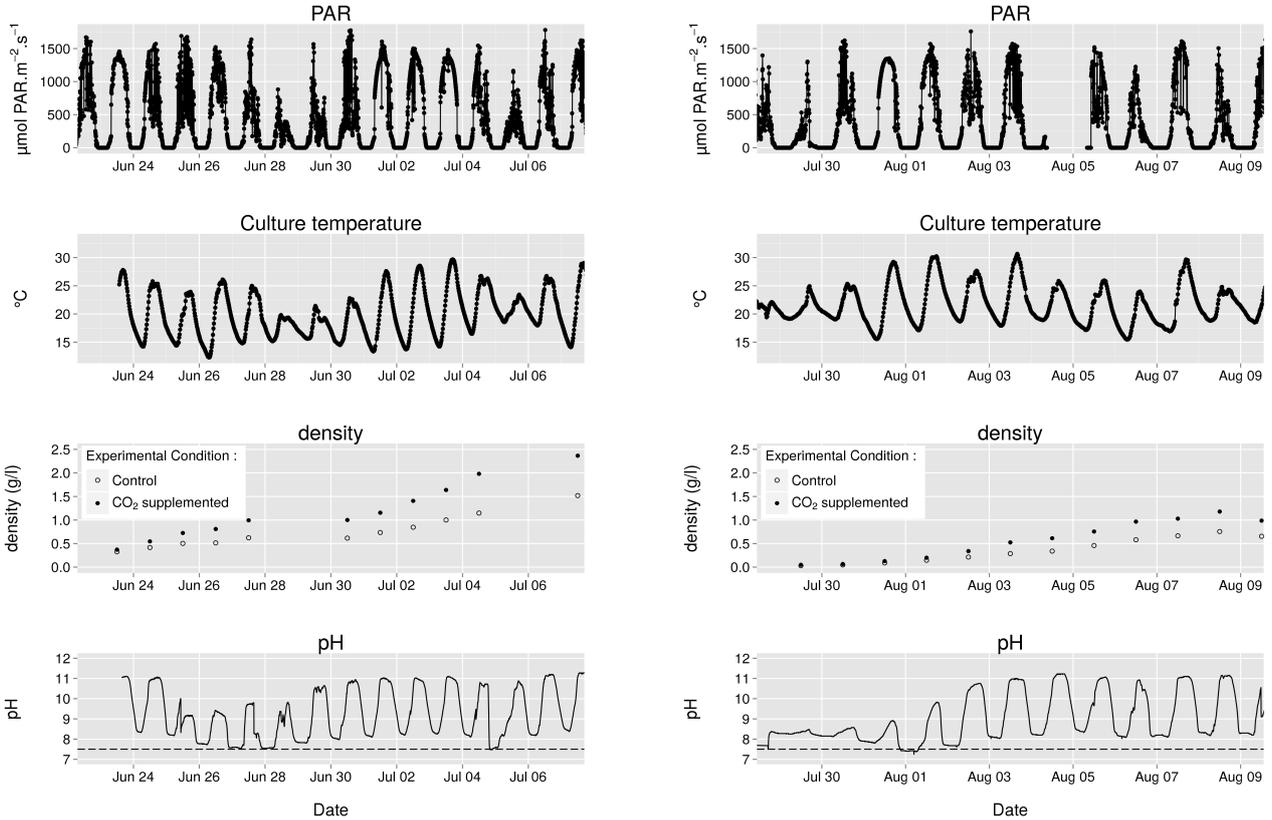 PAR
µmol PAR.m⁻².s⁻¹
1500
1000
500
0
Jun 24 Jun 26 Jun 28 Jun 30 Jul 02 Jul 04 Jul 06
Culture temperature
ºC
30
25
20
15
Jun 24 Jun 26 Jun 28 Jun 30 Jul 02 Jul 04 Jul 06
density
density (g/l)
2.5
2.0
1.5
1.0
0.5
0.0
Experimental Condition :
Control
CO₂ supplemented
Jun 24 Jun 26 Jun 28 Jun 30 Jul 02 Jul 04 Jul 06
pH
pH
12
11
10
9
8
7
Jun 24 Jun 26 Jun 28 Jun 30 Jul 02 Jul 04 Jul 06
Date
PAR
µmol PAR.m⁻².s⁻¹
1500
1000
500
0
Jul 30 Aug 01 Aug 03 Aug 05 Aug 07 Aug 09
Culture temperature
ºC
30
25
20
15
Jul 30 Aug 01 Aug 03 Aug 05 Aug 07 Aug 09
density
density (g/l)
2.5
2.0
1.5
1.0
0.5
0.0
Experimental Condition :
Control
CO₂ supplemented
Jul 30 Aug 01 Aug 03 Aug 05 Aug 07 Aug 09
pH
pH
12
11
10
9
8
7
Jul 30 Aug 01 Aug 03 Aug 05 Aug 07 Aug 09
Date